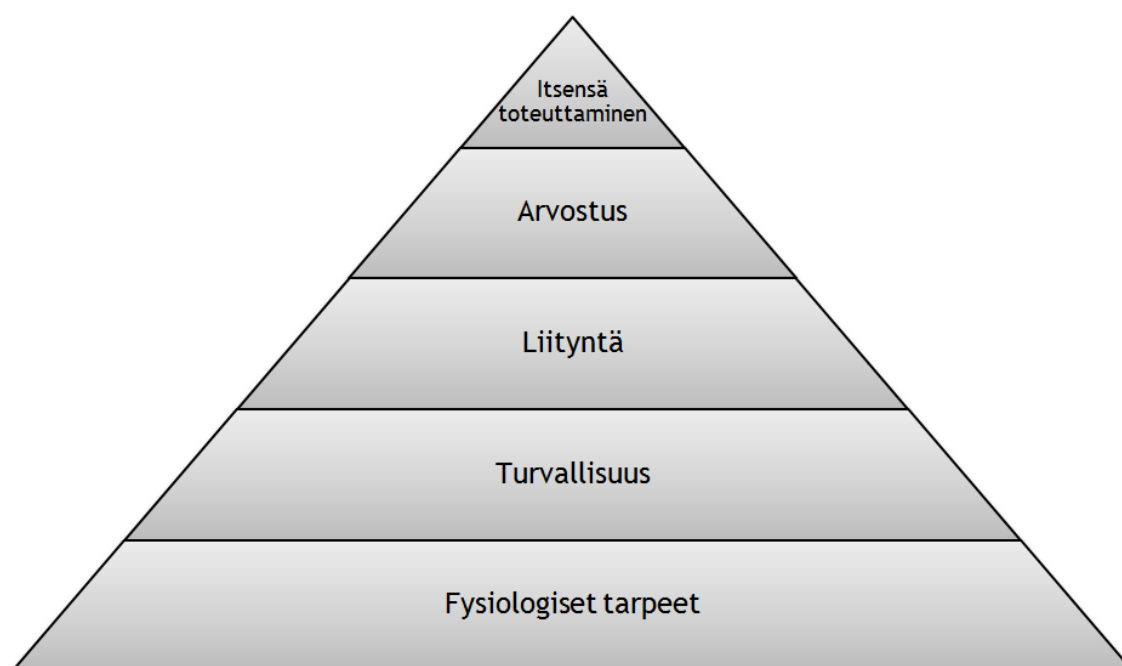 Itsensä
toteuttaminen
Arvostus
Liityntä
Turvallisuus
Fysiologiset tarpeet